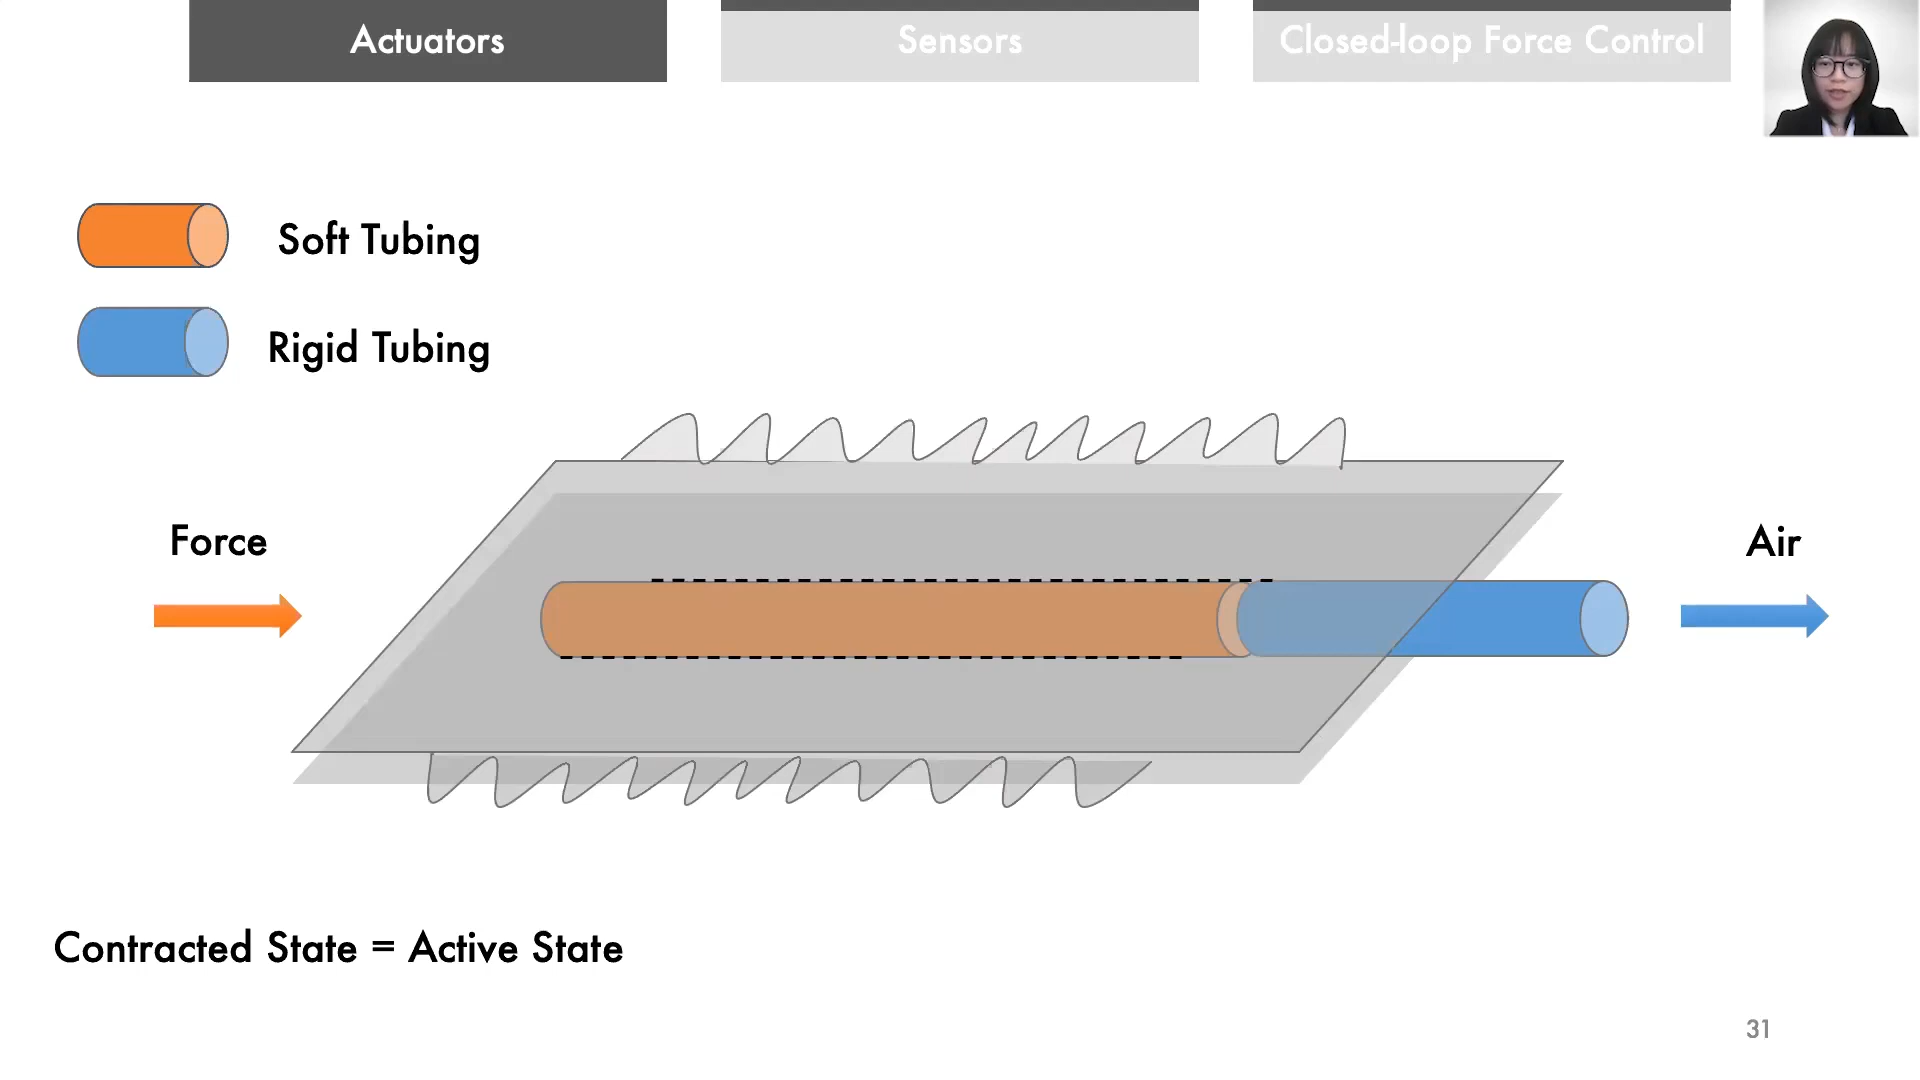 Actuators
Sensors
Closed-loop Force Control
Soft Tubing
Rigid Tubing
Force
Air
Contracted State = Active State
31